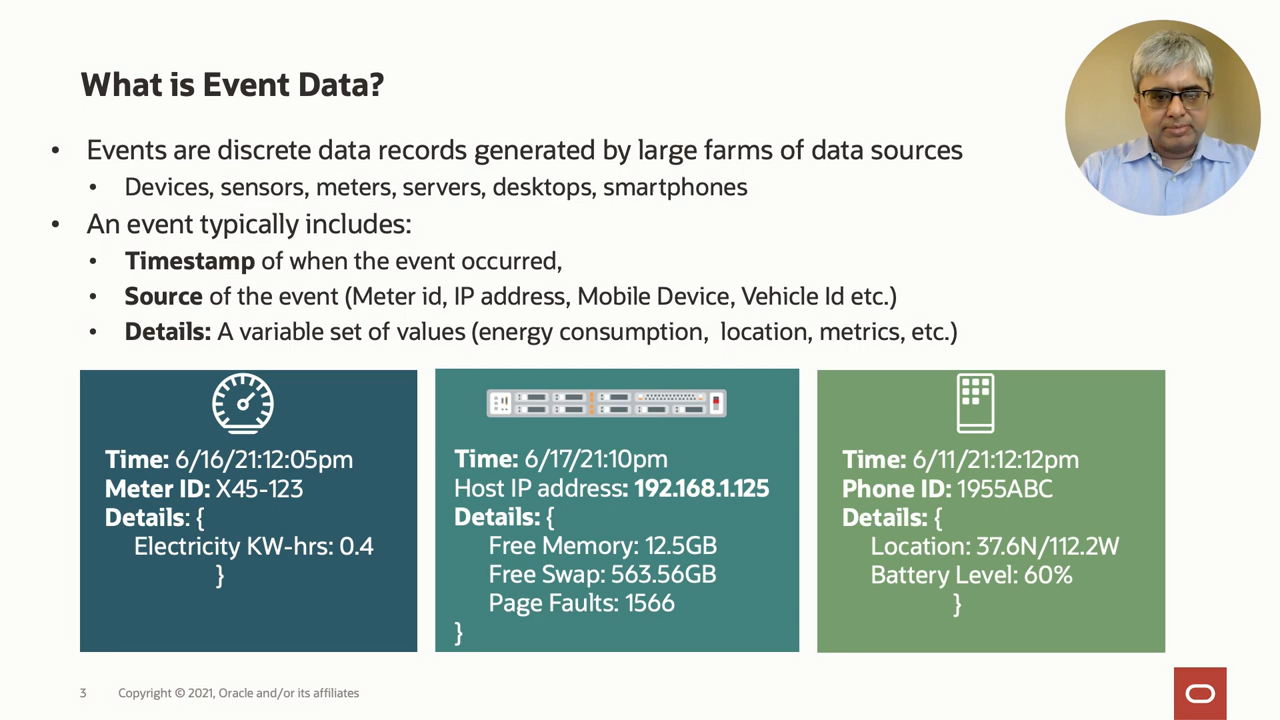 What is Event Data?
• Events are discrete data records generated by large farms of data sources
• Devices, sensors, meters, servers, desktops, smartphones
• An event typically includes:
• Timestamp of when the event occurred,
• Source of the event (Meter id, IP address, Mobile Device, Vehicle Id etc.)
• Details: A variable set of values (energy consumption, location, metrics, etc.)
Time: 6/16/21:12:05pm
Meter ID: X45-123
Details: {
Electricity KW-hrs: 0.4
}
Time: 6/17/21:10pm
Host IP address: 192.168.1.125
Details: {
Free Memory: 12.5GB
Free Swap: 563.56GB
Page Faults: 1566
}
Time: 6/11/21:12:12pm
Phone ID: 1955ABC
Details: {
Location: 37.6N/112.2W
Battery Level: 60%
}
3 Copyright © 2021, Oracle and/or its affiliates